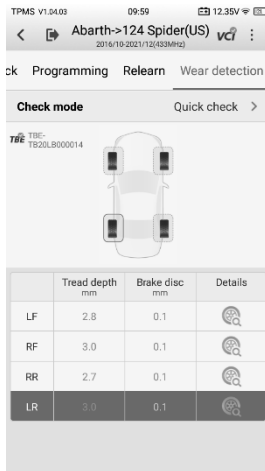 TPMS V1.04.03 09:59 12.35V
Abarth->124 Spider(US) VCI
2016/10-2021/12(433MHz)
ck Programming Relearn Wear detection
Check mode Quick check >
TBE TBE-
TB20LB000014
Tread depth Brake disc Details
mm mm
LF 2.8 0.1
RF 3.0 0.1
RR 2.7 0.1
LR 3.0 0.1